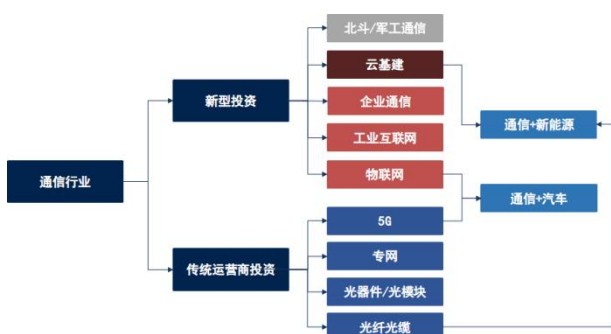 北斗/军工通信
云基建
新型投资
企业通信
通信+新能源
工业互联网
通信行业
物联网
通信+汽车
5G
传统运营商投资
专网
光器件/光模块
光纤光缆